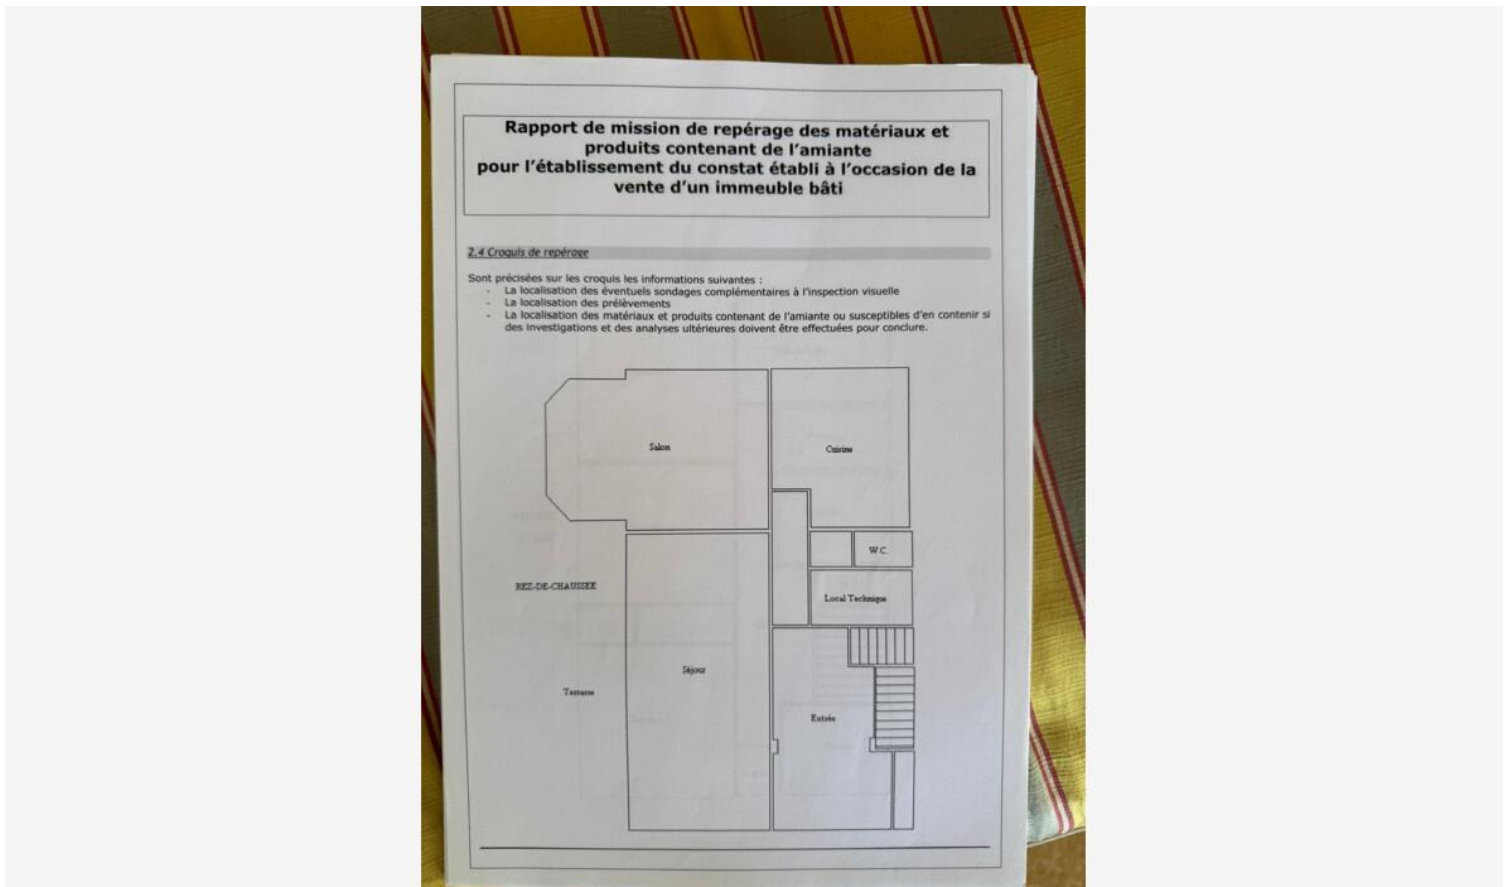 Rapport de mission de repérage des matériaux et
produits contenant de l'amiante
pour l'établissement du constat établi à l'occasion de la
vente d'un immeuble bâti
2.4 Croquis de repérage
Sont précisées sur les croquis les informations suivantes :
- La localisation des éventuels sondages complémentaires à l'inspection visuelle
- La localisation des prélèvements
- La localisation des matériaux et produits contenant de l'amiante ou susceptibles d'en contenir si
des investigations et des analyses ultérieures doivent être effectuées pour conclure.
Salon
Cuisine
W.C.
REZ-DE-CHAUSSEE
Local Technique
Séjour
Terrasse
Entrée